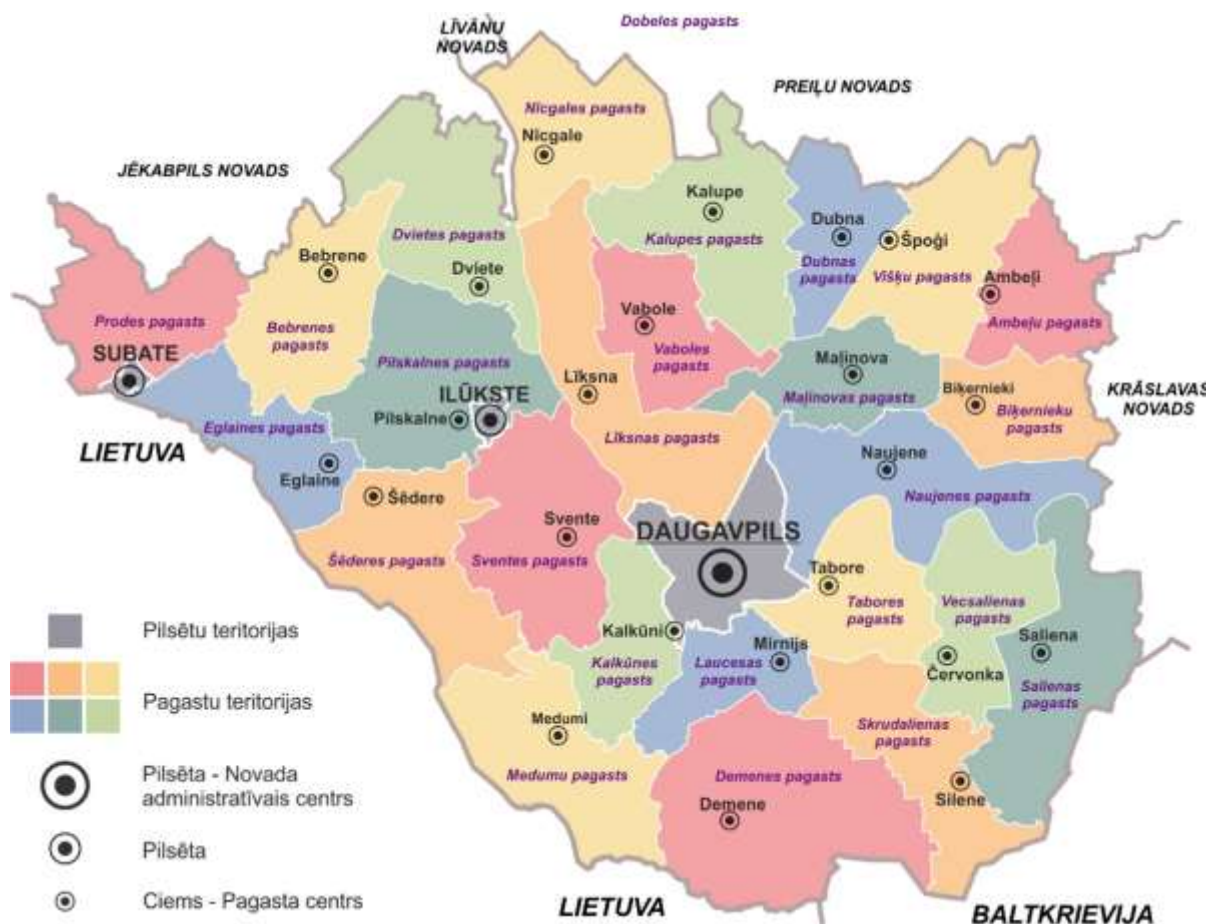 Dobeles pagasts
LĪVĀNU
NOVADS
PREIĻU NOVADS
Nīcgales pagasts
Nīcgale
JĒKABPILS NOVADS
Kalupe
Kalupes pagasts
Dubna
Dubnas
pagasts
Špoģi
Višķu pagasts
Ambeļi
Ambeļu pagasts
Dvietes pagasts
Dviete
Bebrene
Bebrenes
pagasts
Prodes pagasts
SUBATE
Vabole
Vaboles
pagasts
Pilskalnes pagasts
ILŪKSTE
Pilskalne
Līksna
Līksnas pagasts
Maļinova
Maļinovas pagasts
Biķernieki
Biķernieku
pagasts
KRĀSLAVAS
NOVADS
LIETUVA
Eglaines pagasts
Eglaine
Šēdere
Šēderes pagasts
Svente
Sventes pagasts
Naujene
Naujenes pagasts
DAUGAVPILS
Tabore
Tabores
pagasts
Vecsalienas
pagasts
Červonka
Saliena
Salienas
pagasts
Kalkūni
Kalkūnes
pagasts
Mirnijs
Laucesas
pagasts
Medumi
Medumu pagasts
Skrudalienas
pagasts
Silene
Demenes pagasts
Demene
Pilsētu teritorijas
Pagastu teritorijas
Pilsēta - Novada
administratīvais centrs
Pilsēta
Ciems - Pagasta centrs
LIETUVA
BALTKRIEVIJA